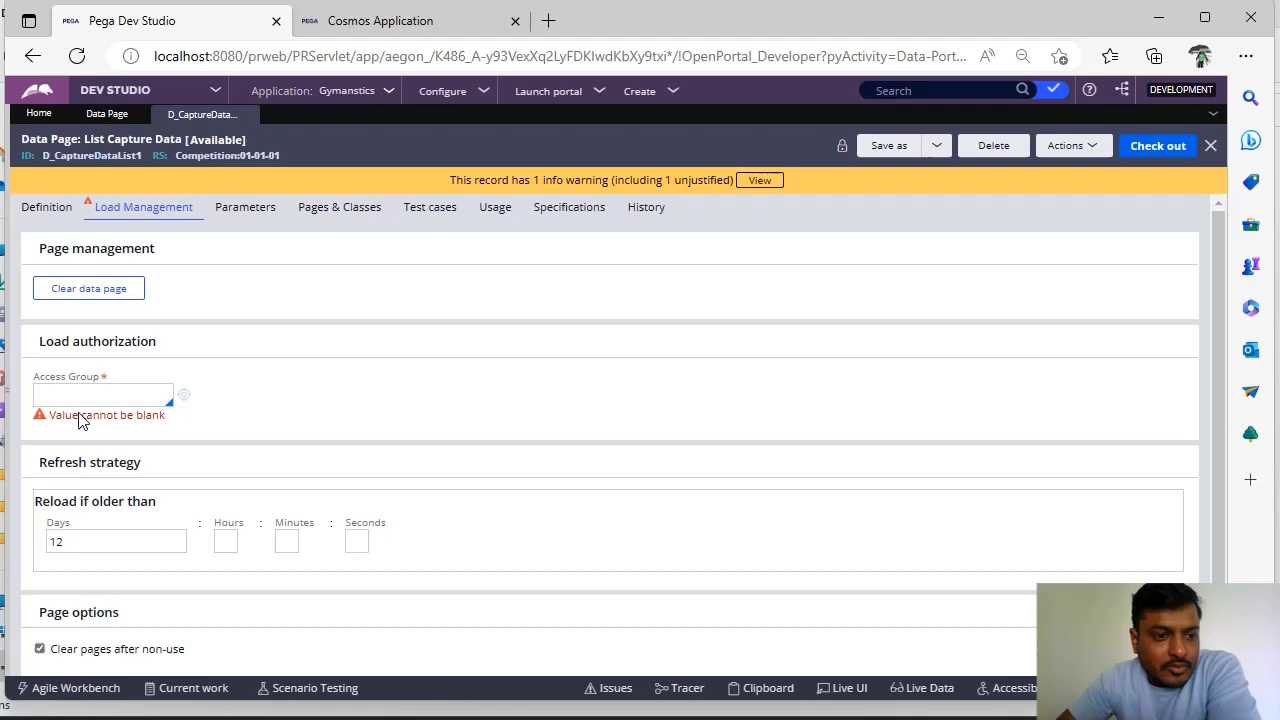 PEGA Pega Dev Studio
PEGA Cosmos Application
localhost:8080/prweb/PRServlet/app/aegon_/K486_A-y93VexXq2LyFDKIwdKbXy9txi*/!OpenPortal_Developer?pyActivity=Data-Port...
DEV STUDIO
Application: Gymanstics
Configure
Launch portal
Create
Search
DEVELOPMENT
Home
Data Page
D_CaptureData...
Data Page: List Capture Data [Available]
ID: D_CaptureDataList1 RS: Competition:01-01-01
Save as
Delete
Actions
Check out
This record has 1 info warning (including 1 unjustified) View
Definition
Load Management
Parameters
Pages & Classes
Test cases
Usage
Specifications
History
Page management
Clear data page
Load authorization
Access Group *
Value cannot be blank
Refresh strategy
Reload if older than
Days : Hours : Minutes : Seconds
12
Page options
Clear pages after non-use
Agile Workbench
Current work
Scenario Testing
Issues
Tracer
Clipboard
Live UI
Live Data